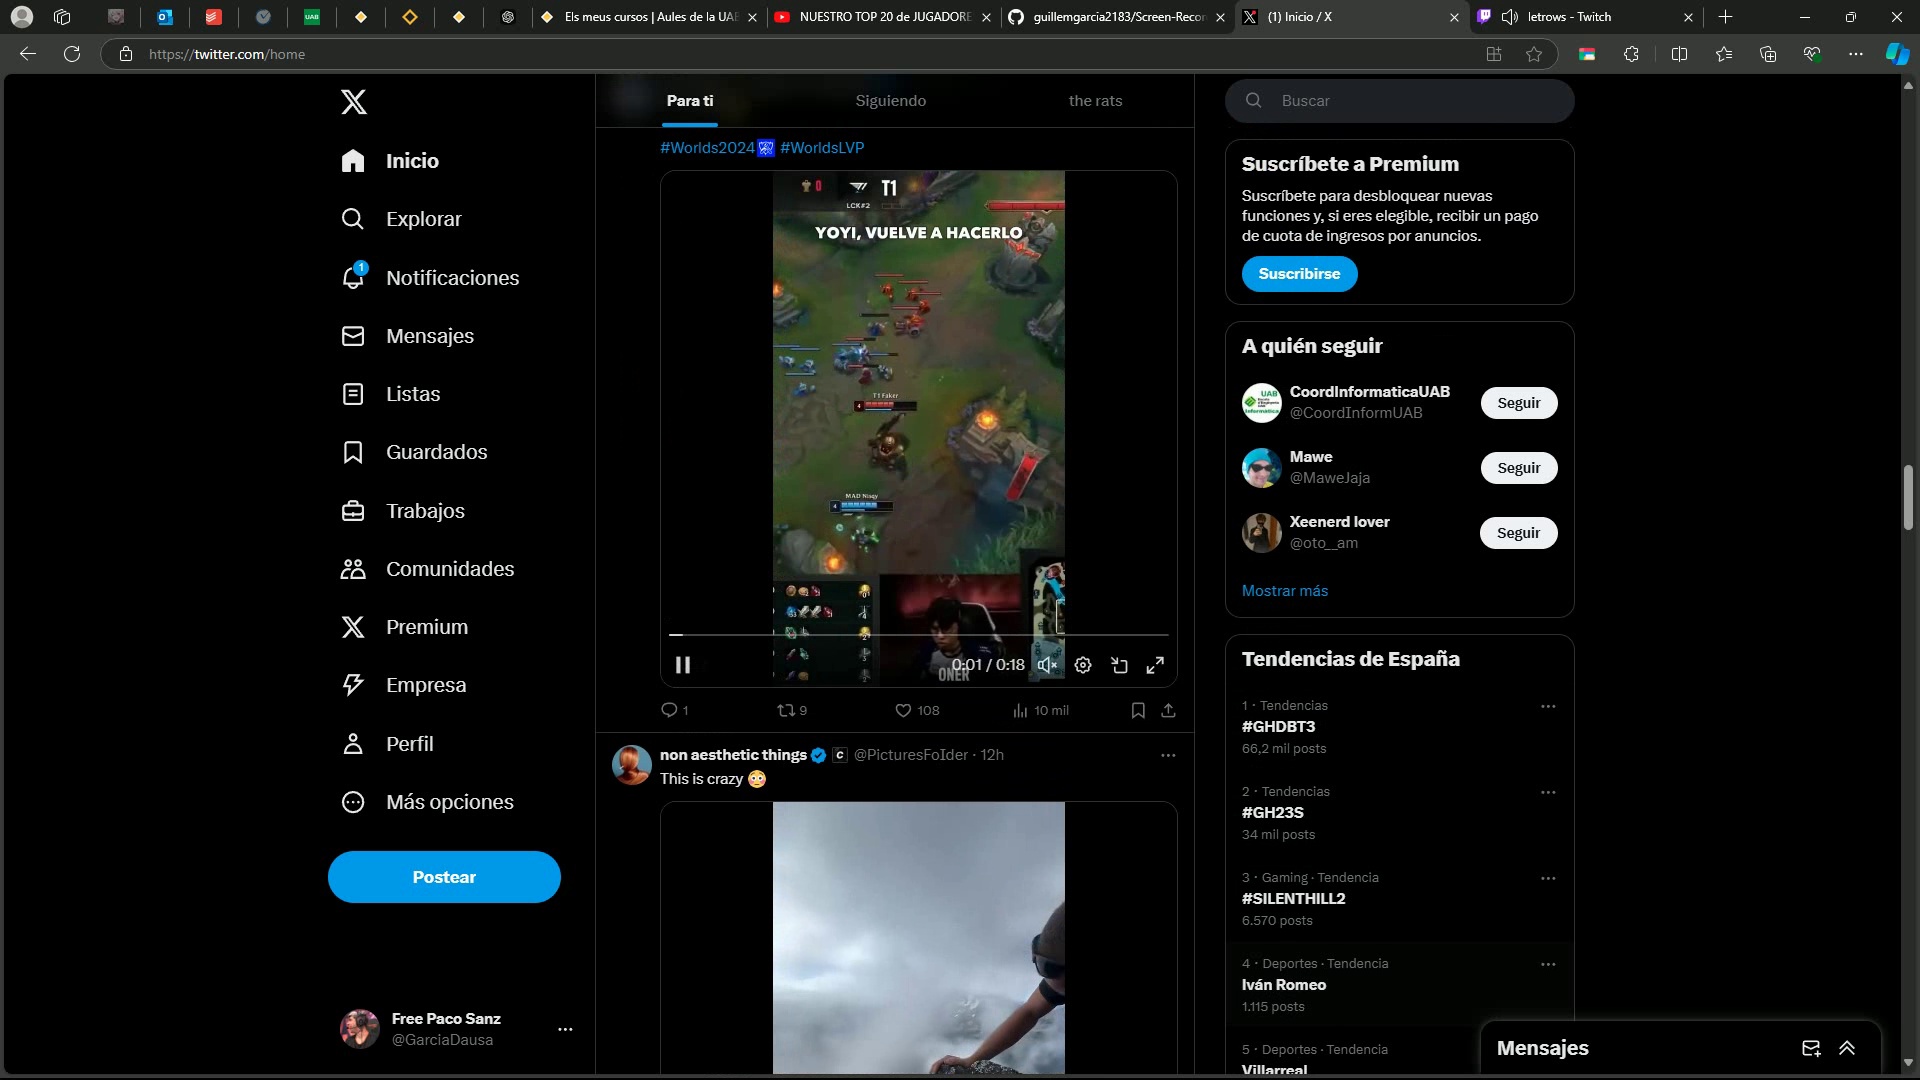 Els meus cursos | Aules de la UAB
NUESTRO TOP 20 de JUGADORE
guillemgarcia2183/Screen-Recor
(1) Inicio / X
letrows - Twitch
https://twitter.com/home
Inicio
Explorar
1
Notificaciones
Mensajes
Listas
Guardados
Trabajos
Comunidades
Premium
Empresa
Perfil
Más opciones
Postear
Free Paco Sanz
@GarciaDausa
Para ti
Siguiendo
the rats
#Worlds2024 #WorldsLVP
0 T1
LCK#2
YOYI, VUELVE A HACERLO
T1 Faker
4
MAD Nisqy
4
ONER
0:01 / 0:18
1
9
108
10 mil
non aesthetic things C @PicturesFoIder · 12h
This is crazy 😳
Buscar
Suscríbete a Premium
Suscríbete para desbloquear nuevas
funciones y, si eres elegible, recibir un pago
de cuota de ingresos por anuncios.
Suscribirse
A quién seguir
CoordInformaticaUAB
@CoordInformUAB
Seguir
Mawe
@MaweJaja
Seguir
Xeenerd lover
@oto__am
Seguir
Mostrar más
Tendencias de España
1 · Tendencias
#GHDBT3
66,2 mil posts
2 · Tendencias
#GH23S
34 mil posts
3 · Gaming · Tendencia
#SILENTHILL2
6.570 posts
4 · Deportes · Tendencia
Iván Romeo
1.115 posts
5 · Deportes · Tendencia
Villarreal
Mensajes